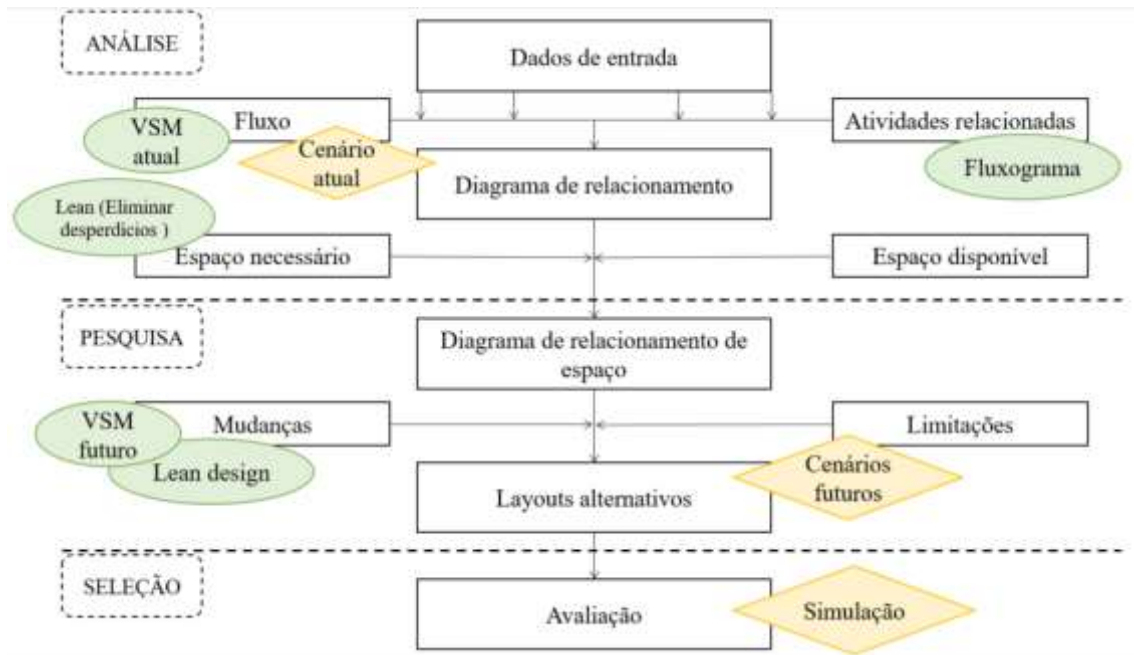 ANÁLISE
Dados de entrada
Fluxo
Atividades relacionadas
VSM
atual
Cenário
atual
Fluxograma
Diagrama de relacionamento
Lean (Eliminar
desperdicios )
Espaço necessário
Espaço disponível
PESQUISA
Diagrama de relacionamento de
espaço
VSM
futuro
Mudanças
Limitações
Lean design
Cenários
futuros
Layouts alternativos
SELEÇÃO
Avaliação
Simulação